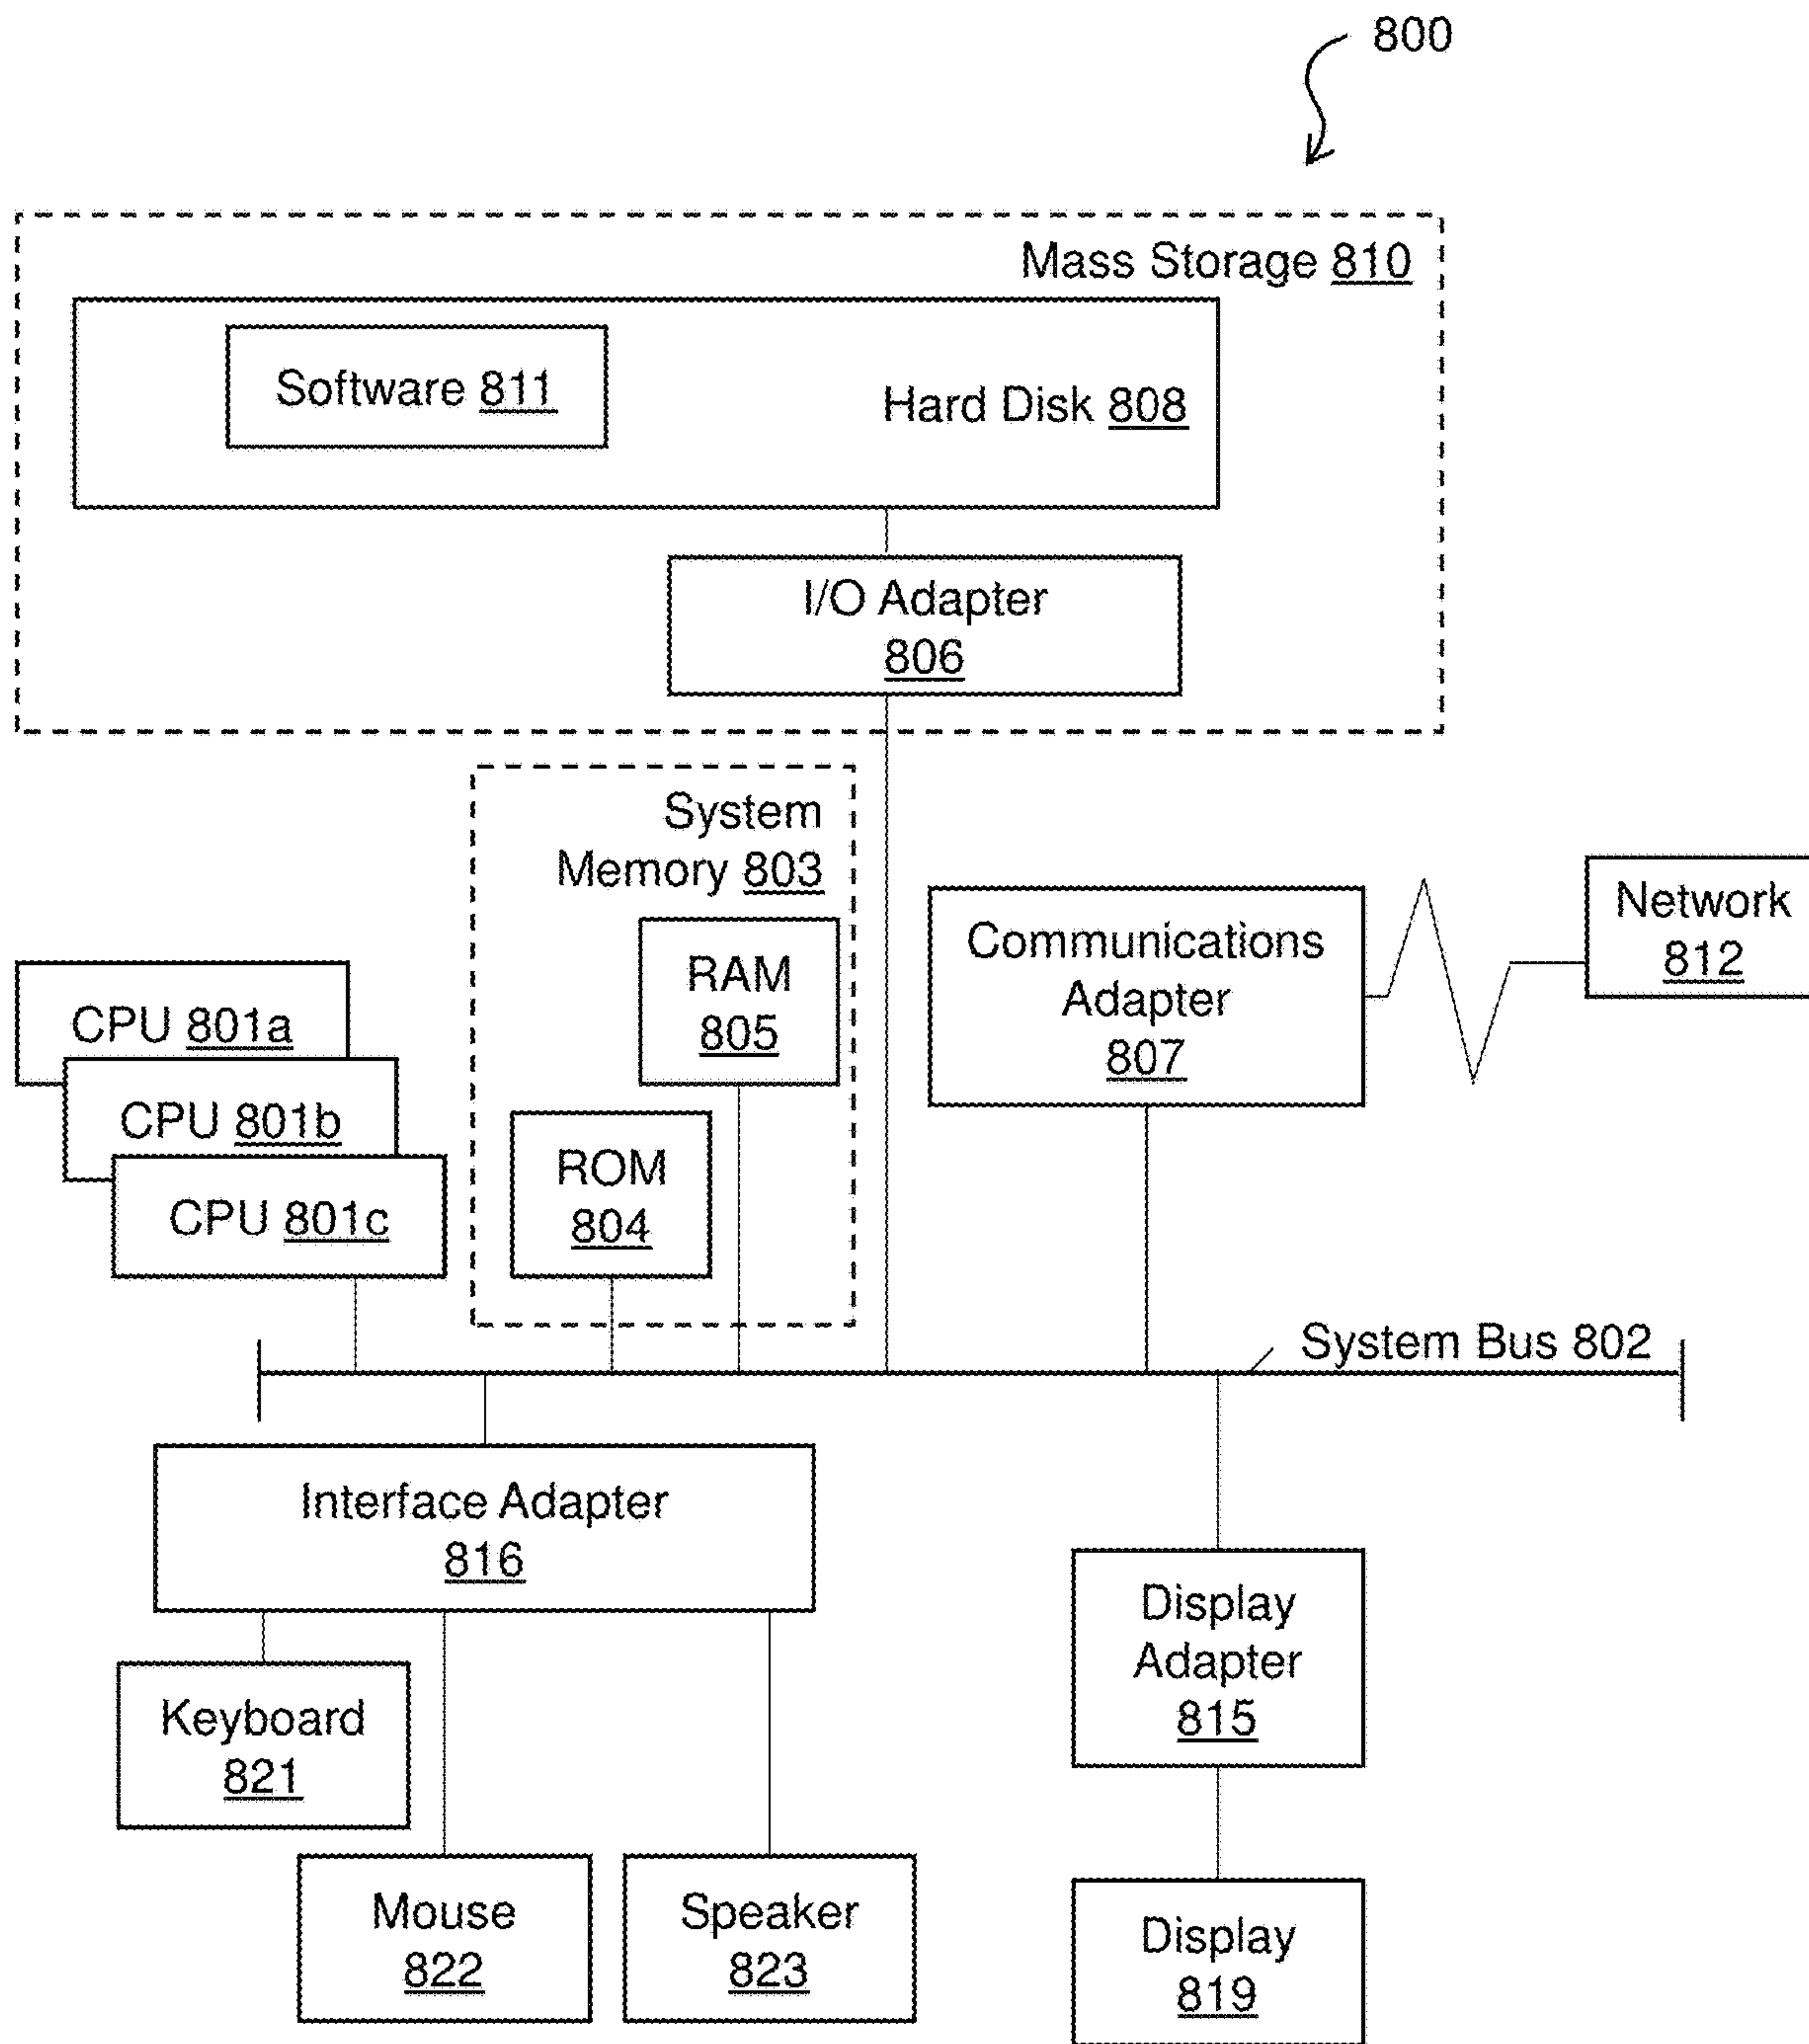 800
Mass Storage 810
Software 811
Hard Disk 808
I/O Adapter
806
System
Memory 803
RAM
805
ROM
804
Communications
Adapter
807
Network
812
CPU 801a
CPU 801b
CPU 801c
System Bus 802
Interface Adapter
816
Keyboard
821
Mouse
822
Speaker
823
Display
Adapter
815
Display
819